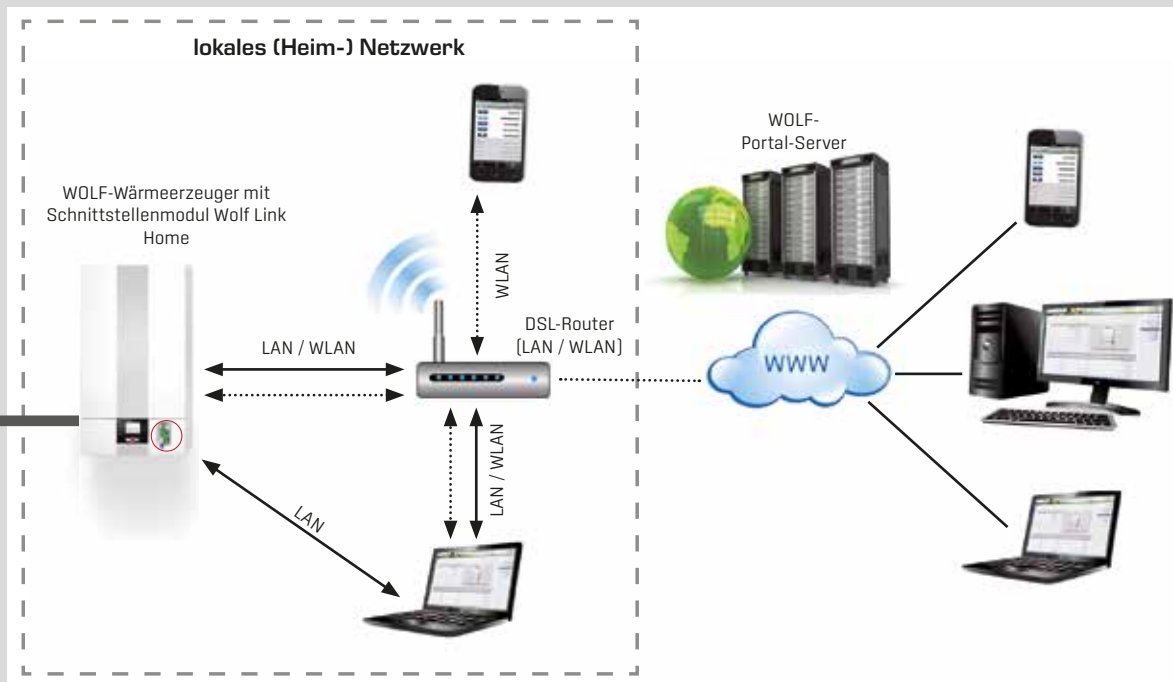 lokales (Heim-) Netzwerk
WOLF-Wärmeerzeuger mit
Schnittstellenmodul Wolf Link
Home
WLAN
LAN / WLAN
DSL-Router
(LAN / WLAN)
LAN / WLAN
LAN
WOLF-
Portal-Server
WWW